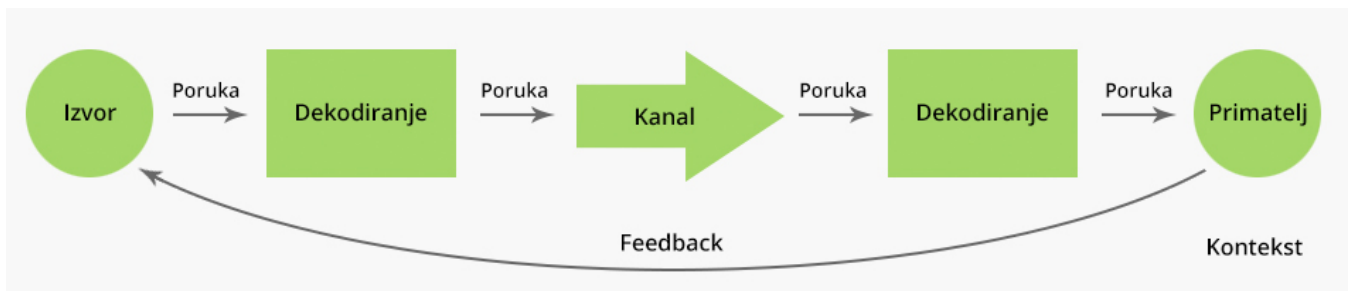 Izvor
Poruka
Dekodiranje
Poruka
Kanal
Poruka
Dekodiranje
Poruka
Primatelj
Feedback
Kontekst